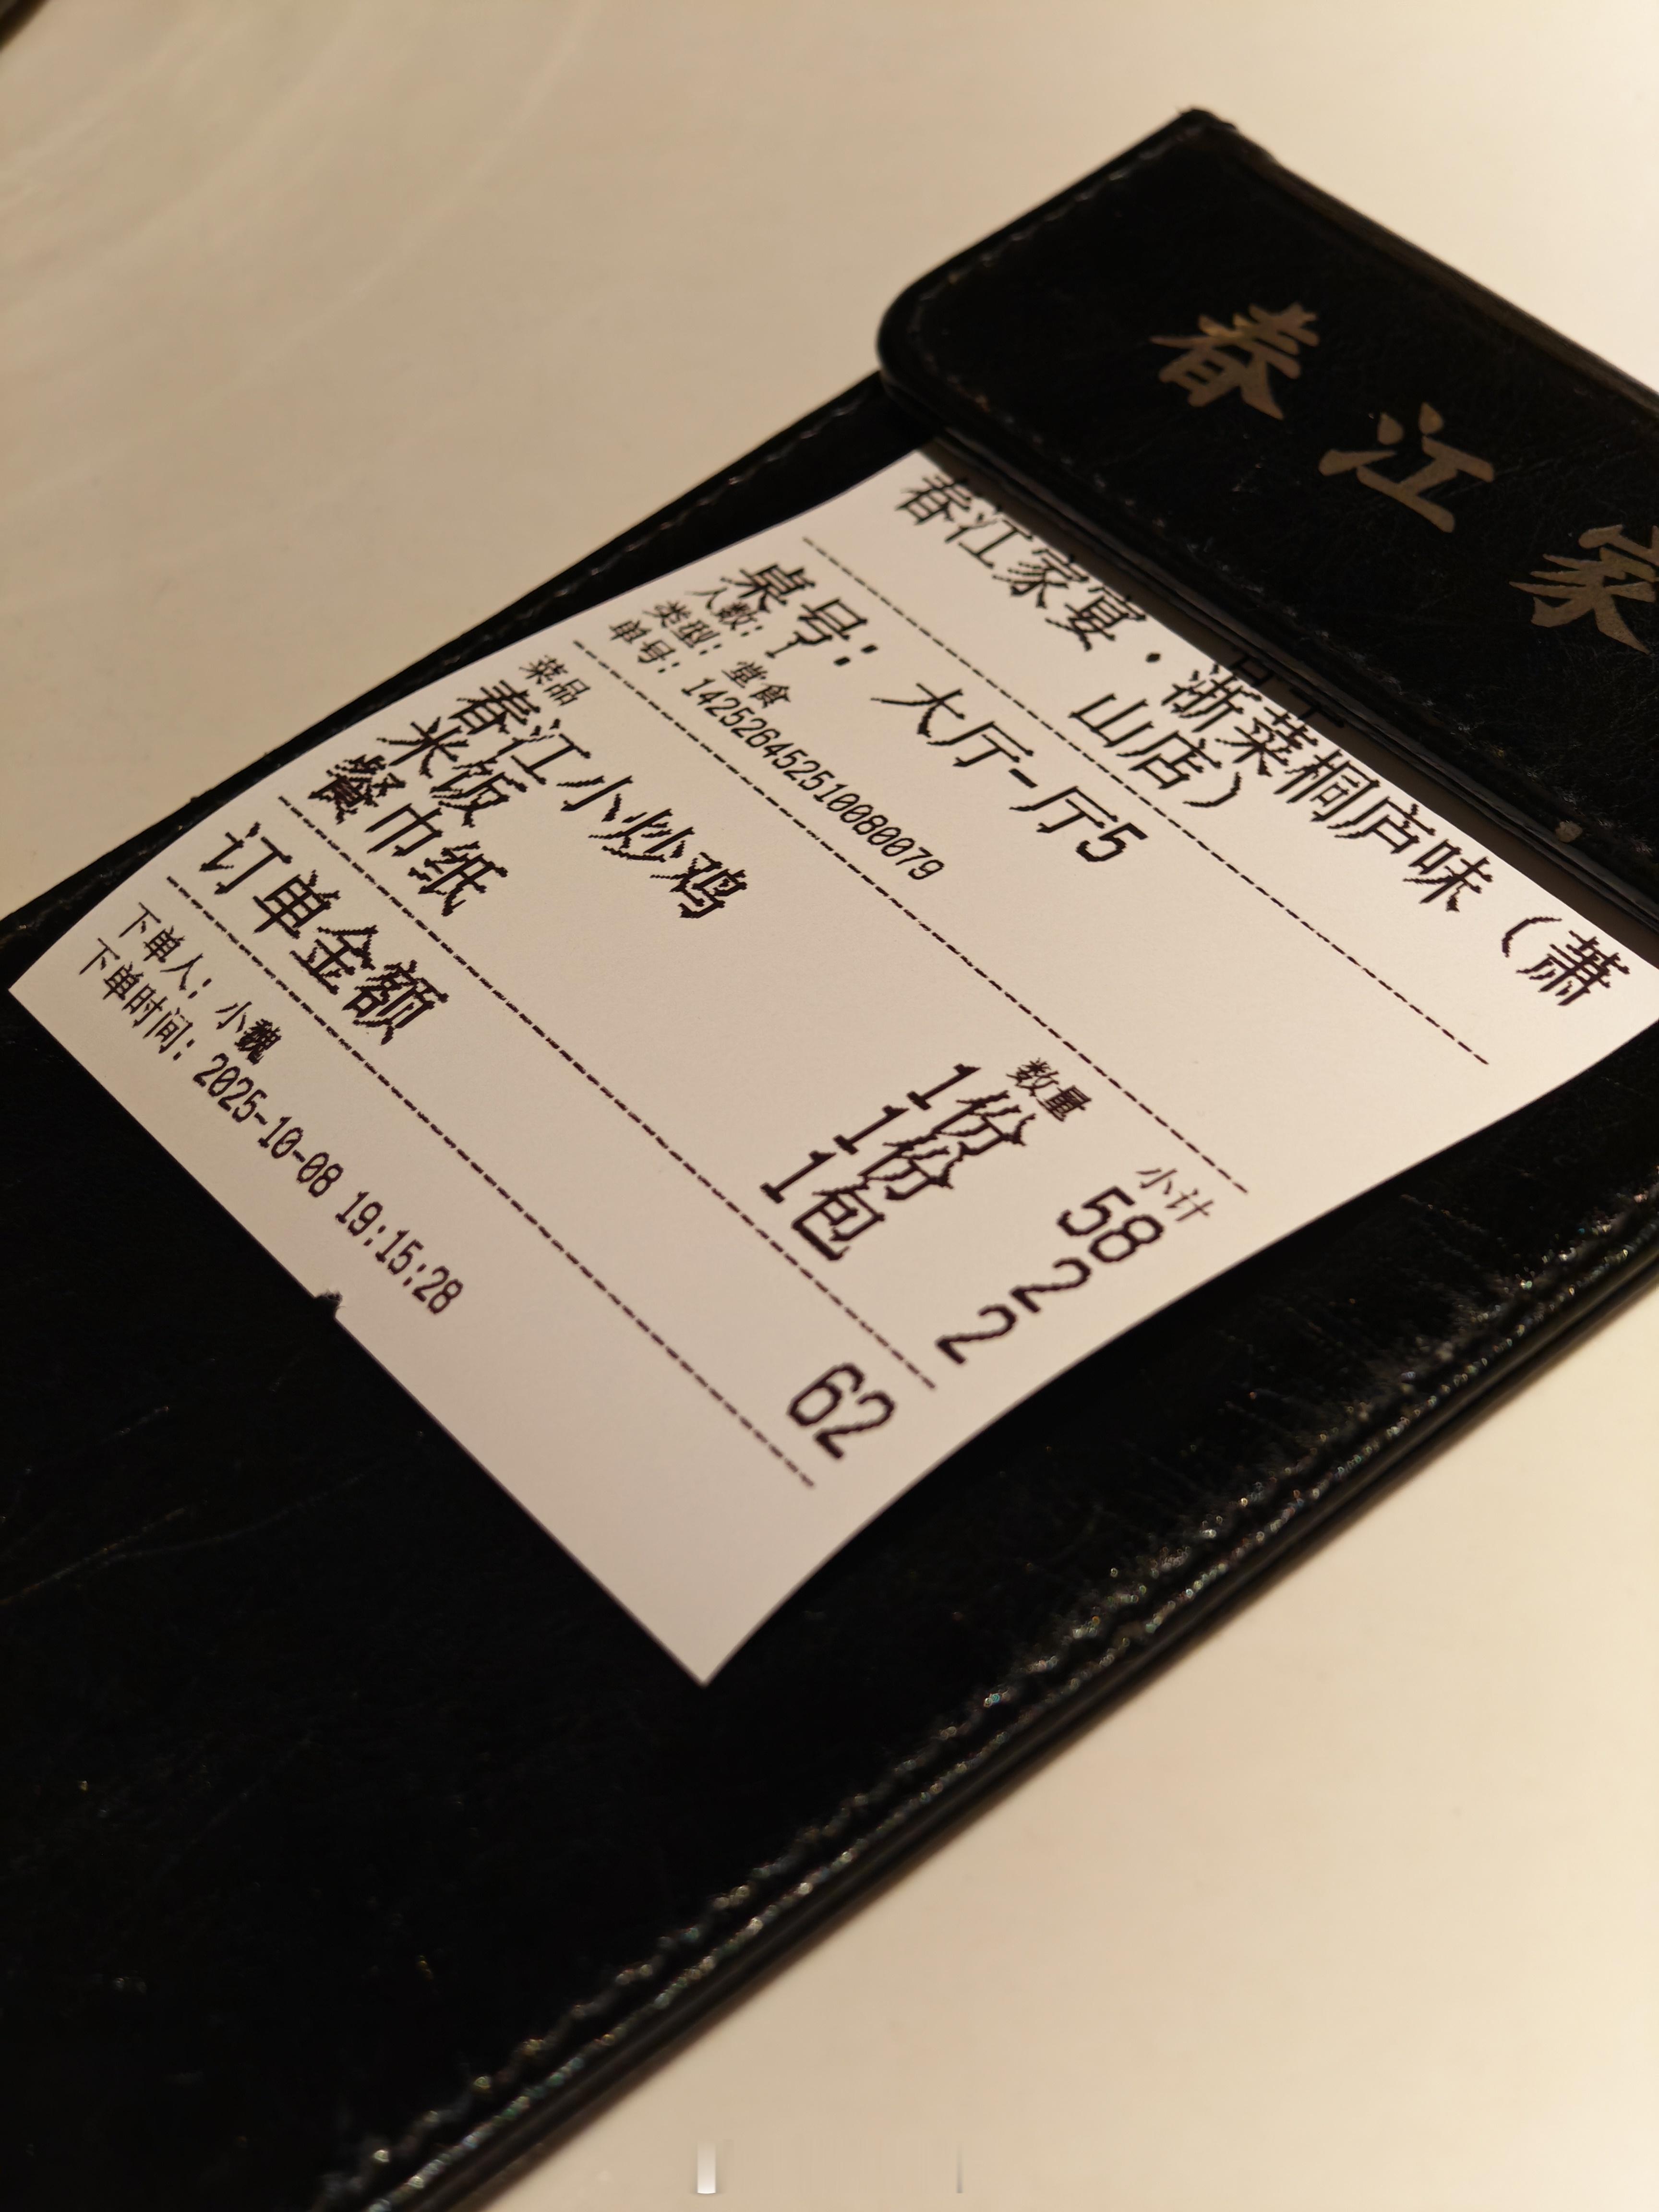 春江家
春江家宴·浙菜桐庐味（萧
山店）
桌号：大厅-厅5
人数：1
类型：堂食
单号：142526452510080079
菜品 数量 小计
春江小炒鸡 1份 58
米饭 1份 2
餐巾纸 1包 2
订单金额 62
下单人：小魏
下单时间：2025-10-08 19:15:28